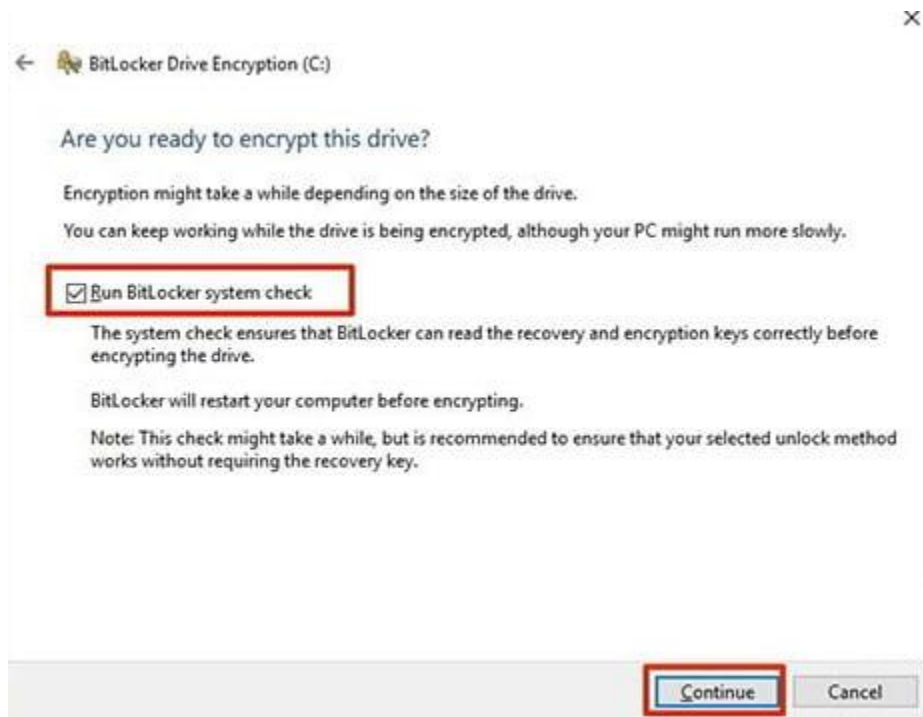 BitLocker Drive Encryption (C:)
Are you ready to encrypt this drive?
Encryption might take a while depending on the size of the drive.
You can keep working while the drive is being encrypted, although your PC might run more slowly.
Run BitLocker system check
The system check ensures that BitLocker can read the recovery and encryption keys correctly before
encrypting the drive.
BitLocker will restart your computer before encrypting.
Note: This check might take a while, but is recommended to ensure that your selected unlock method
works without requiring the recovery key.
Continue
Cancel